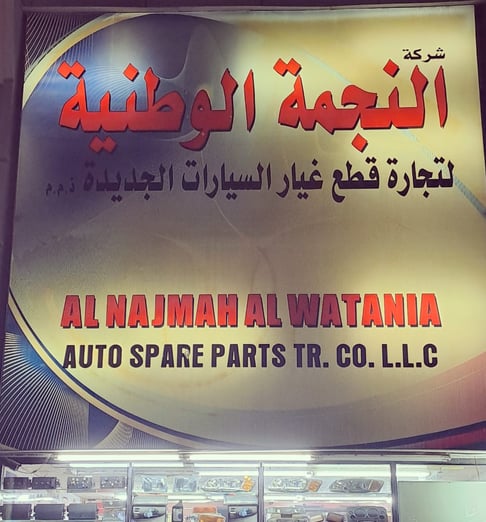 شركة
النجمة الوطنية
لتجارة قطع غيار السيارات الجديدة ذ.م.م
AL NAJMAH AL WATANIA
AUTO SPARE PARTS TR. CO. L.L.C